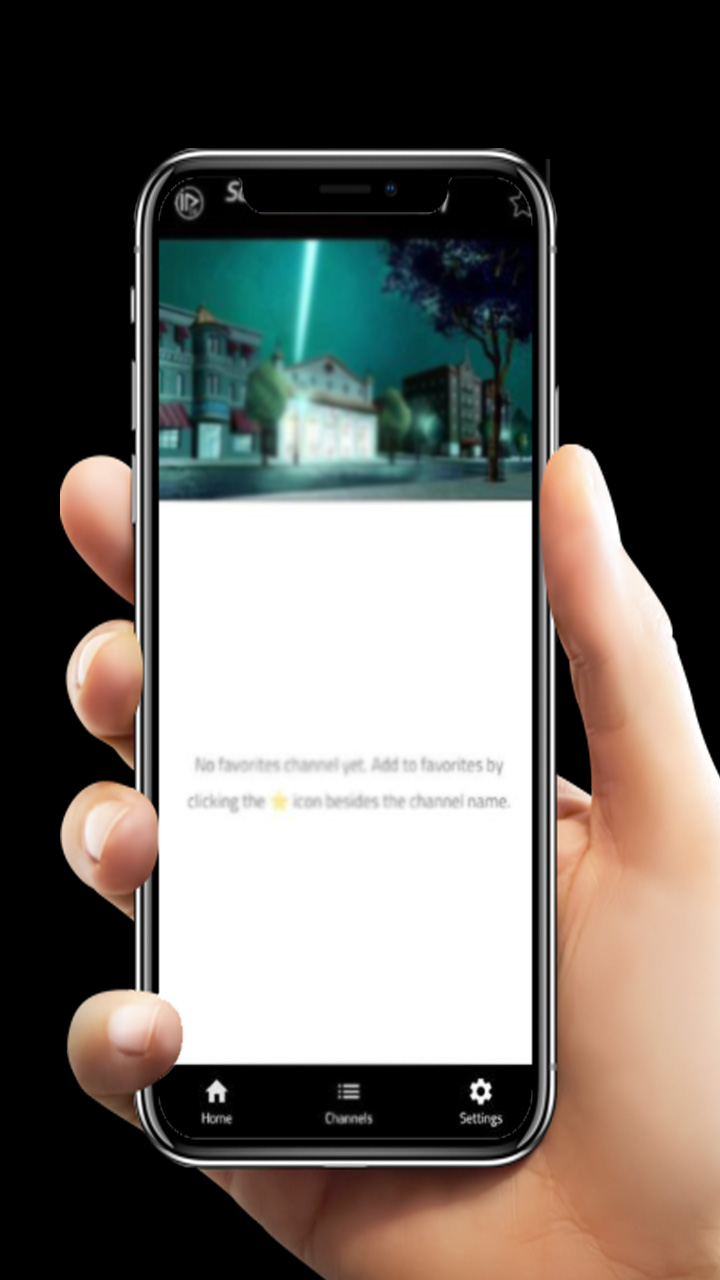 No favorites channel yet. Add to favorites by
clicking the ⭐ icon besides the channel name.
Home
Channels
Settings